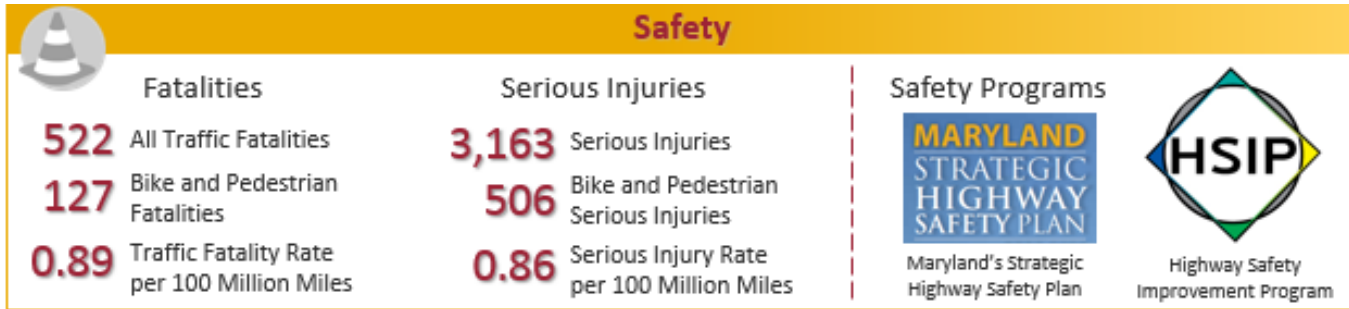 Safety
Fatalities
522 All Traffic Fatalities
127 Bike and Pedestrian
Fatalities
0.89 Traffic Fatality Rate
per 100 Million Miles
Serious Injuries
3,163 Serious Injuries
506 Bike and Pedestrian
Serious Injuries
0.86 Serious Injury Rate
per 100 Million Miles
Safety Programs
MARYLAND
STRATEGIC
HIGHWAY
SAFETY PLAN
Maryland's Strategic
Highway Safety Plan
HSIP
Highway Safety
Improvement Program